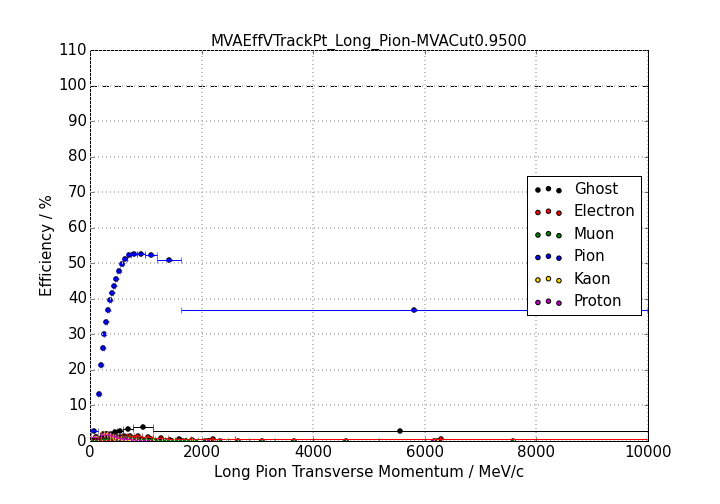 MVAEffVTrackPt_Long_Pion-MVACut0.9500
110
100
90
80
70
60
50
40
30
20
10
0
Efficiency / %
Ghost
Electron
Muon
Pion
Kaon
Proton
0 2000 4000 6000 8000 10000
Long Pion Transverse Momentum / MeV/c